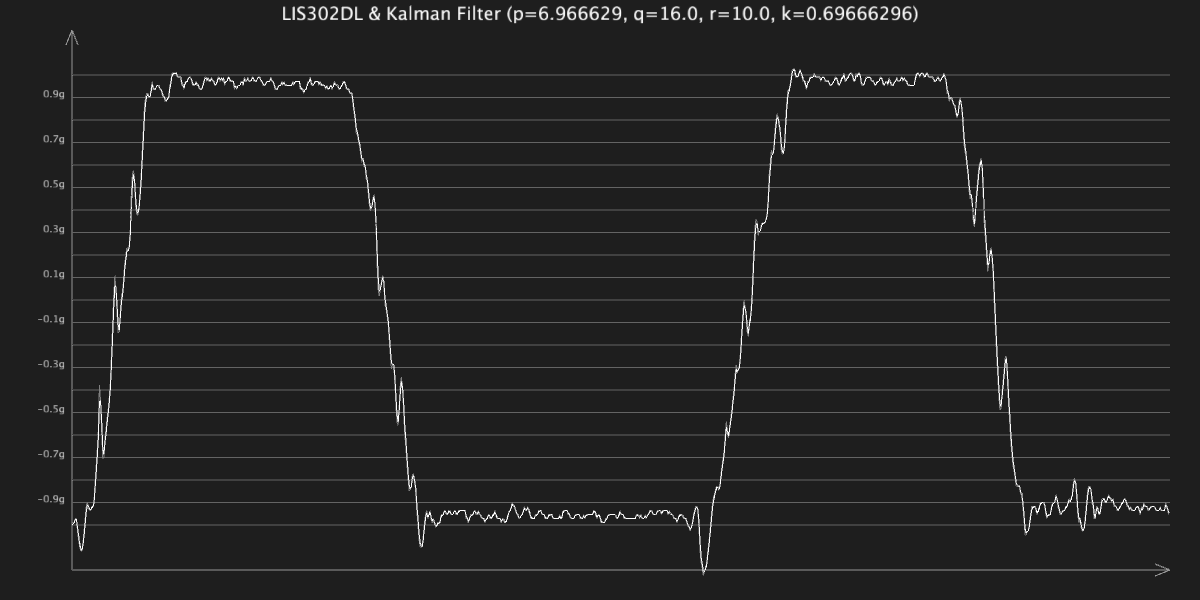 LIS302DL & Kalman Filter (p=6.966629, q=16.0, r=10.0, k=0.69666296)
0.9g
0.7g
0.5g
0.3g
0.1g
-0.1g
-0.3g
-0.5g
-0.7g
-0.9g